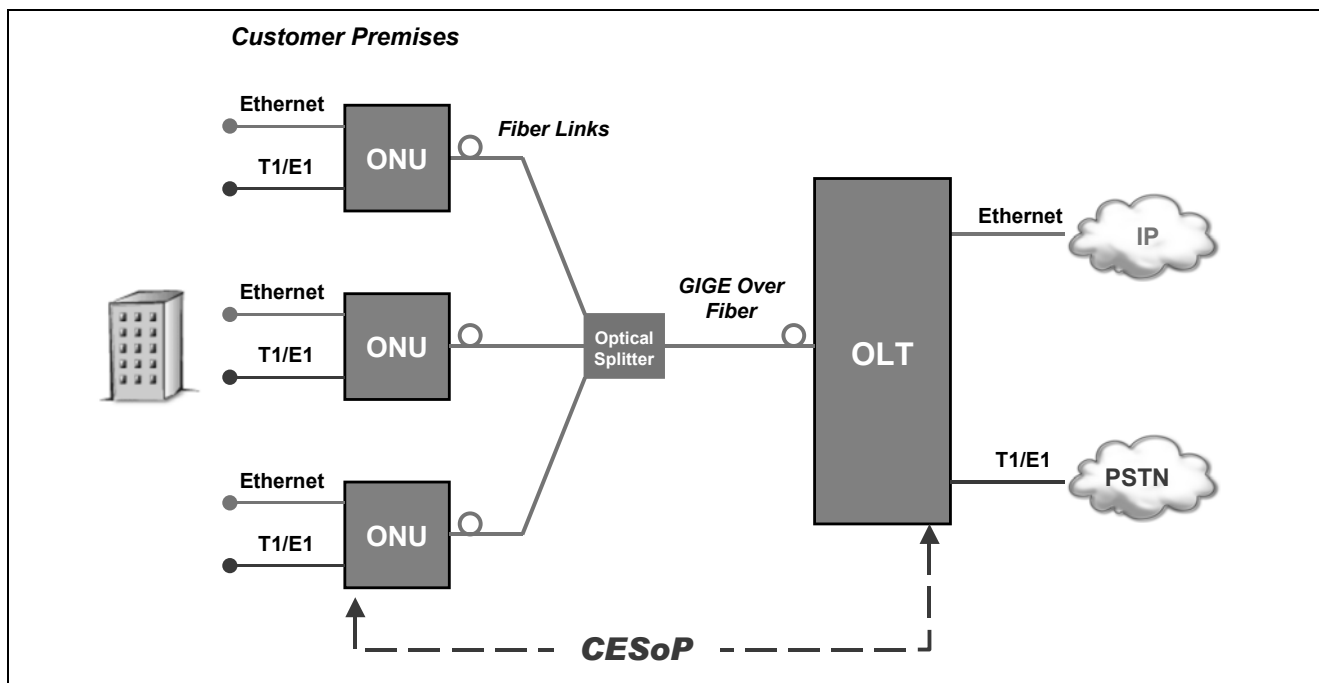 Customer Premises
Ethernet
T1/E1
ONU
Fiber Links
Ethernet
T1/E1
ONU
Ethernet
T1/E1
ONU
Optical
Splitter
GIGE Over
Fiber
OLT
Ethernet
IP
T1/E1
PSTN
CESoP